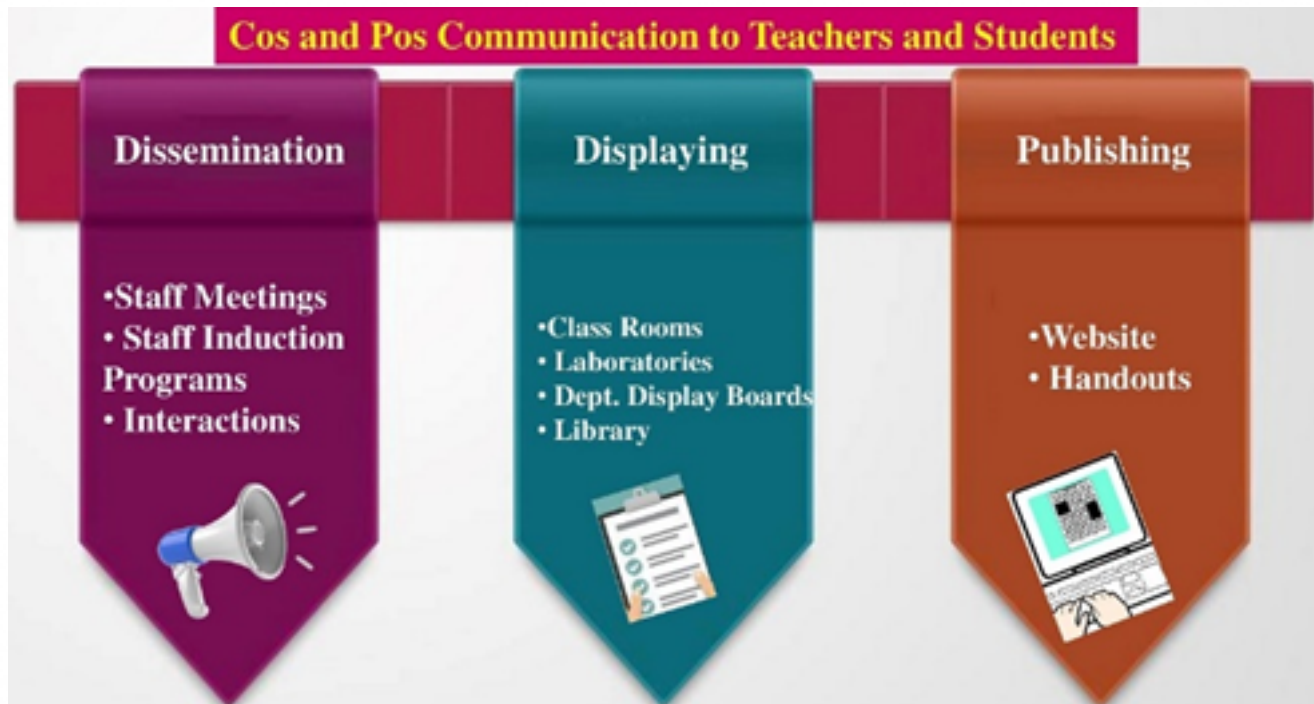 Cos and Pos Communication to Teachers and Students
Dissemination
•Staff Meetings
• Staff Induction
Programs
• Interactions
Displaying
•Class Rooms
• Laboratories
• Dept. Display Boards
• Library
Publishing
•Website
• Handouts